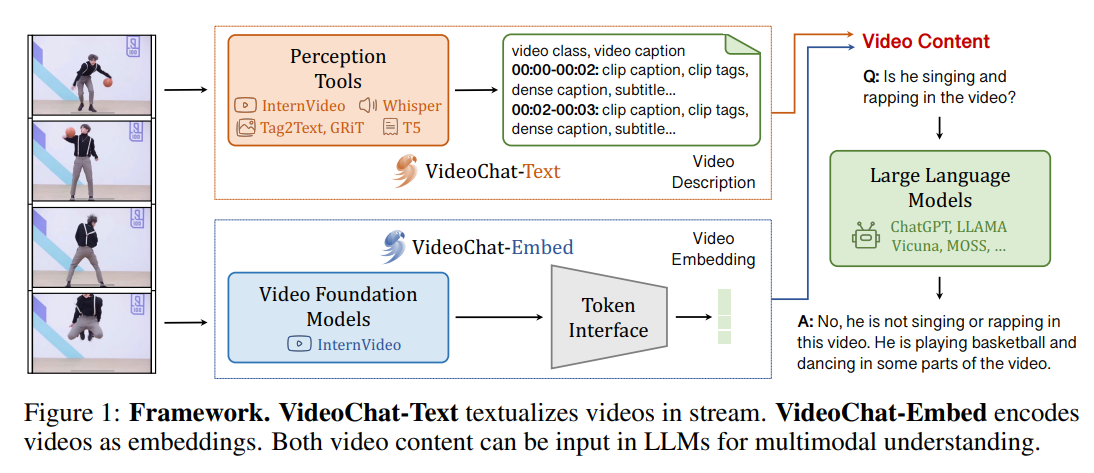 Perception
Tools
InternVideo
Whisper
Tag2Text, GRiT
T5
video class, video caption
00:00-00:02: clip caption, clip tags,
dense caption, subtitle...
00:02-00:03: clip caption, clip tags,
dense caption, subtitle...
VideoChat-Text
Video
Description
VideoChat-Embed
Video
Embedding
Video Foundation
Models
InternVideo
Token
Interface
Video Content
Q: Is he singing and
rapping in the video?
Large Language
Models
ChatGPT, LLAMA
Vicuna, MOSS, ...
A: No, he is not singing or rapping in
this video. He is playing basketball and
dancing in some parts of the video.
Figure 1: Framework. VideoChat-Text textualizes videos in stream. VideoChat-Embed encodes
videos as embeddings. Both video content can be input in LLMs for multimodal understanding.